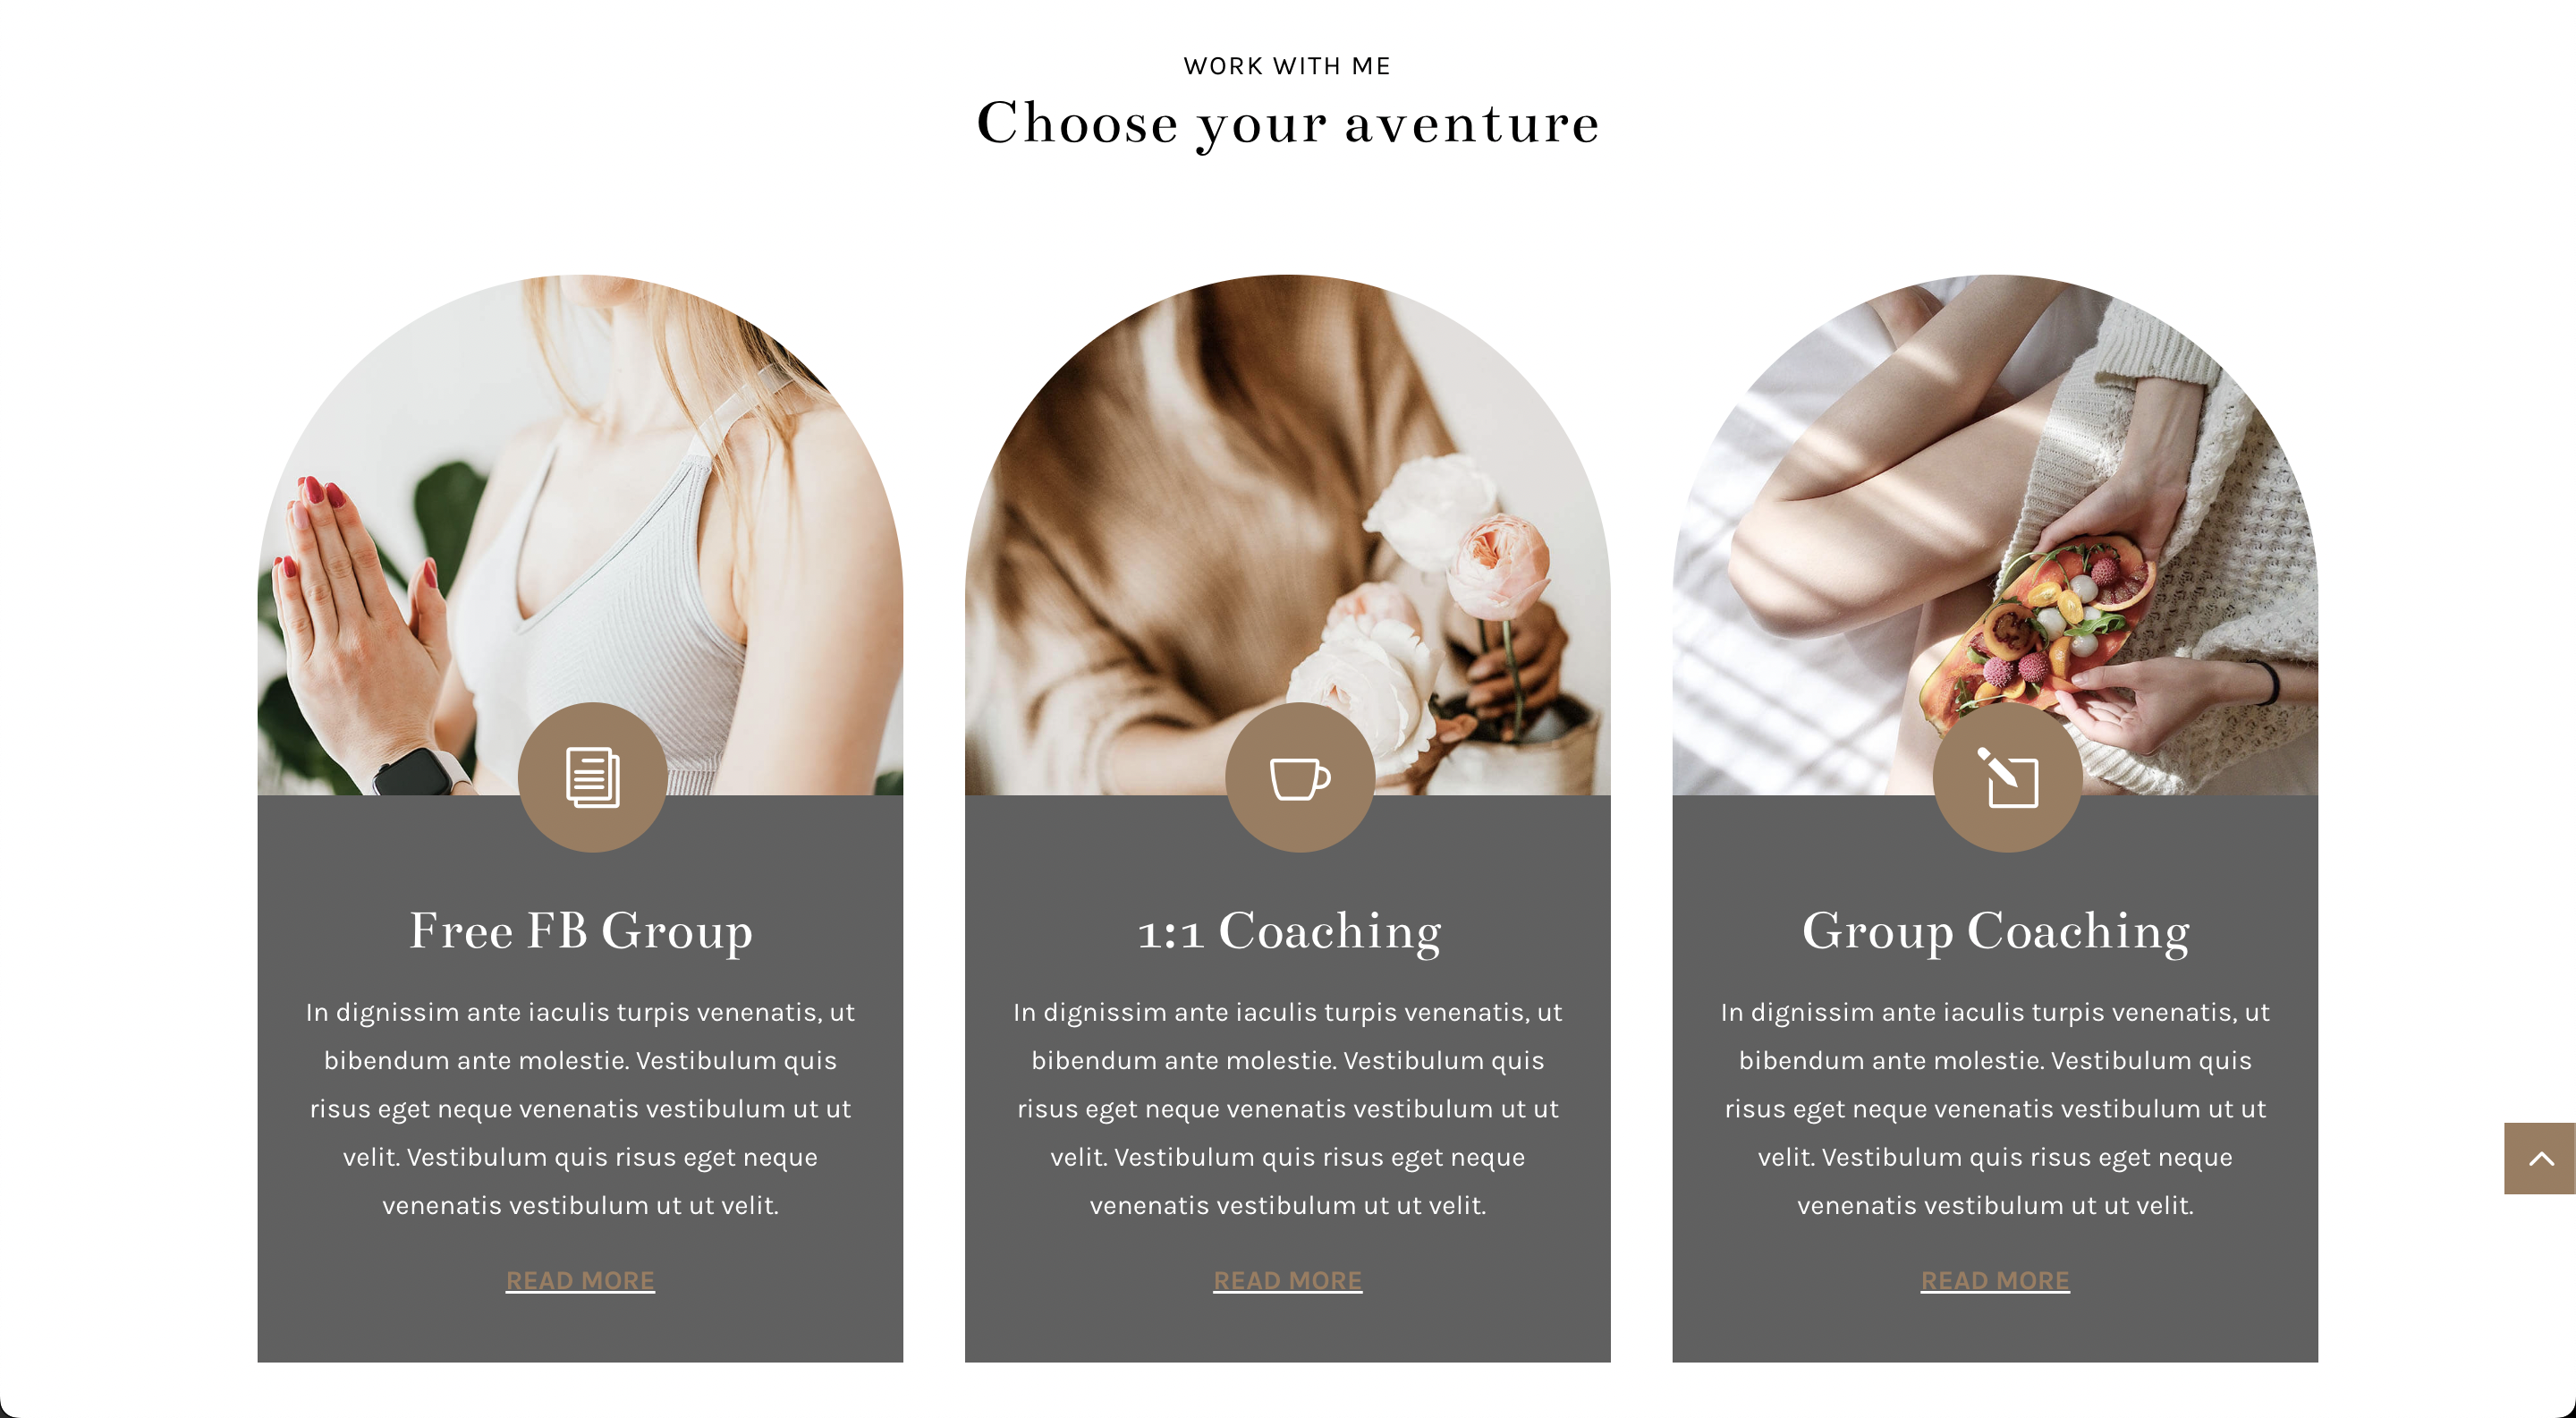 WORK WITH ME
Choose your aventure
Free FB Group
In dignissim ante iaculis turpis venenatis, ut
bibendum ante molestie. Vestibulum quis
risus eget neque venenatis vestibulum ut ut
velit. Vestibulum quis risus eget neque
venenatis vestibulum ut ut velit.
READ MORE
1:1 Coaching
In dignissim ante iaculis turpis venenatis, ut
bibendum ante molestie. Vestibulum quis
risus eget neque venenatis vestibulum ut ut
velit. Vestibulum quis risus eget neque
venenatis vestibulum ut ut velit.
READ MORE
Group Coaching
In dignissim ante iaculis turpis venenatis, ut
bibendum ante molestie. Vestibulum quis
risus eget neque venenatis vestibulum ut ut
velit. Vestibulum quis risus eget neque
venenatis vestibulum ut ut velit.
READ MORE